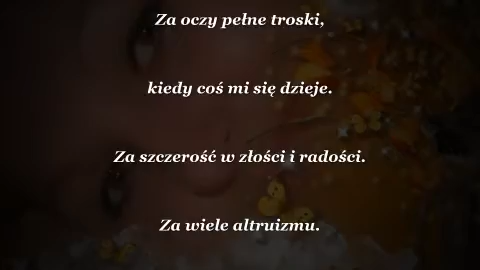 Za oczy pełne troski,
kiedy coś mi się dzieje.
Za szczerość w złości i radości.
Za wiele altruizmu.